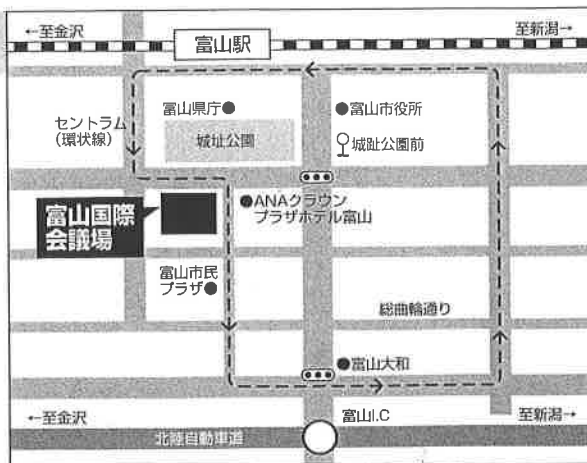 ←至金沢
富山駅
至新潟→
富山県庁●
●富山市役所
セントラム
(環状線)
城址公園
城趾公園前
富山国際
会議場
●ANAクラウン
プラザホテル富山
富山市民
プラザ●
総曲輪通り
●富山大和
←至金沢
富山I.C
至新潟→
北陸自動車道